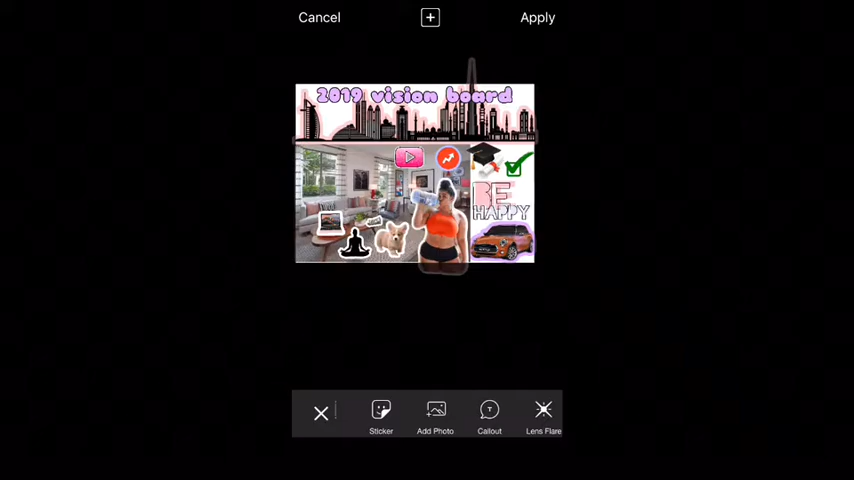 Cancel
Apply
2019 vision board
BE
HAPPY
Sticker
Add Photo
T
Callout
Lens Flare